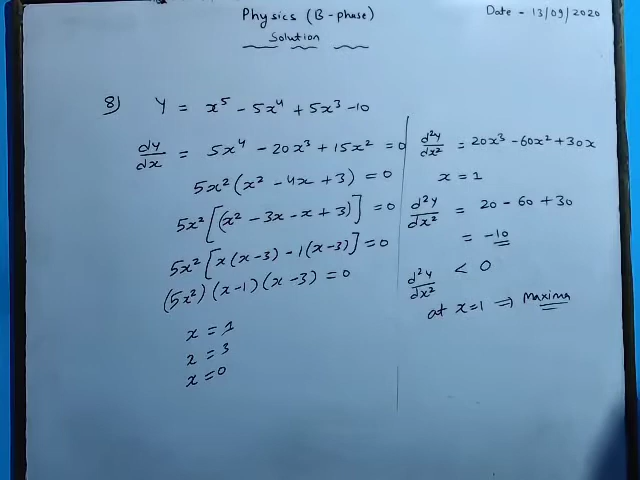 Physics (B-phase)
Date - 13/09/2020
Solution
8) Y = x⁵ - 5x⁴ + 5x³ - 10
dy/dx = 5x⁴ - 20x³ + 15x² = 0
5x²(x² - 4x + 3) = 0
5x²[(x² - 3x - x + 3)] = 0
5x²[x(x-3) - 1(x-3)] = 0
(5x²)(x-1)(x-3) = 0
x = 1
x = 3
x = 0
d²y/dx² = 20x³ - 60x² + 30x
x = 1
d²y/dx² = 20 - 60 + 30
= -10
d²y/dx² < 0
at x=1 ⇒ Maxima